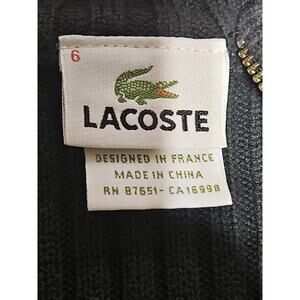 6
LACOSTE
DESIGNED IN FRANCE
MADE IN CHINA
RN 87651-CA16998